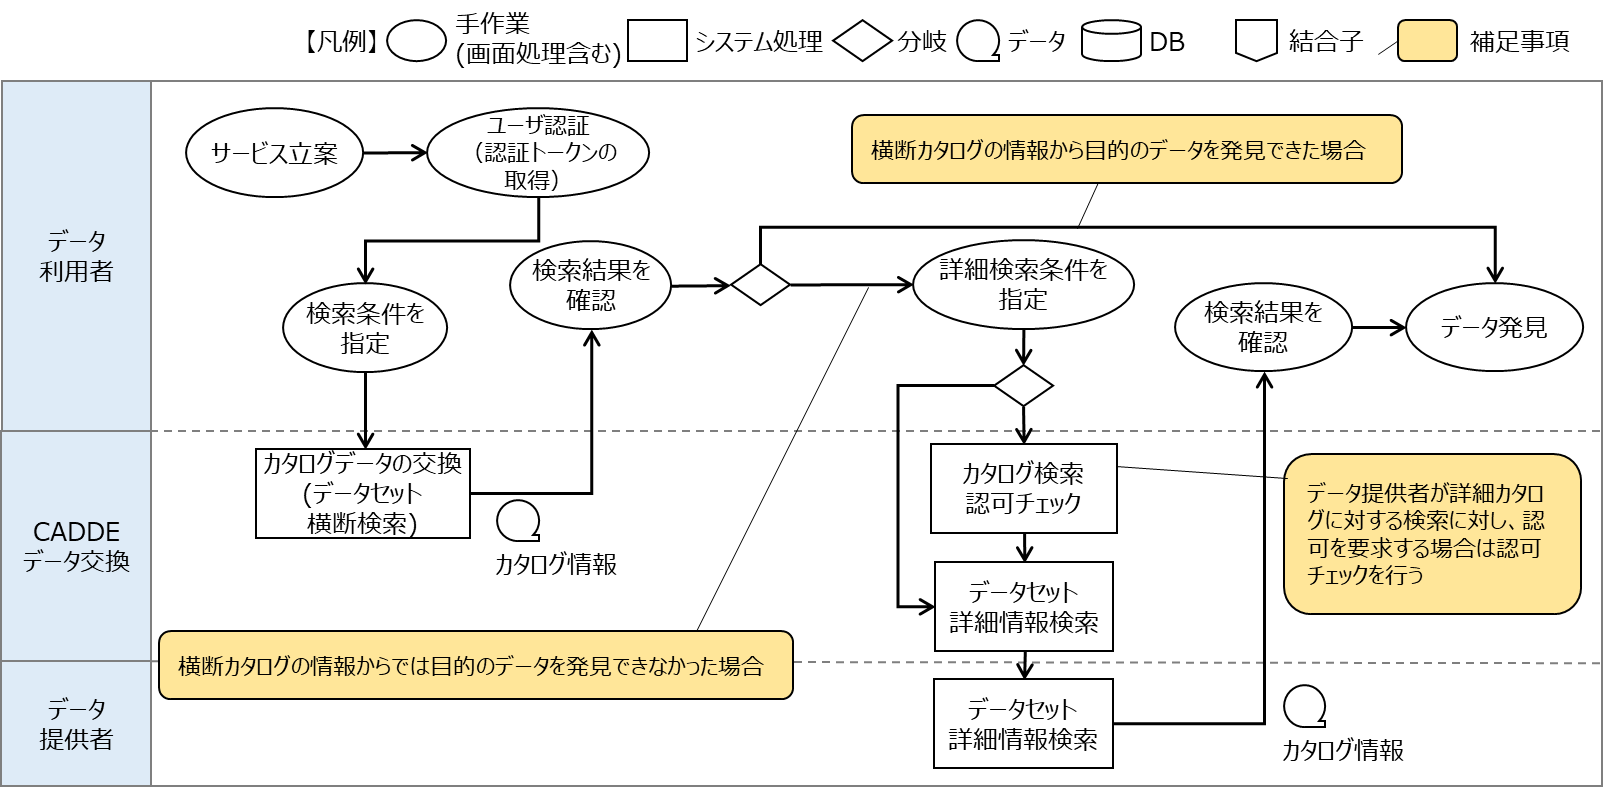 【凡例】
手作業
(画面処理含む)
システム処理
分岐
データ
DB
結合子
補足事項
データ
利用者
サービス立案
ユーザ認証
（認証トークンの
取得）
横断カタログの情報から目的のデータを発見できた場合
検索条件を
指定
検索結果を
確認
詳細検索条件を
指定
検索結果を
確認
データ発見
CADDE
データ交換
カタログデータの交換
(データセット
横断検索)
カタログ情報
カタログ検索
認可チェック
データセット
詳細情報検索
データ提供者が詳細カタロ
グに対する検索に対し、認
可を要求する場合は認可
チェックを行う
横断カタログの情報からでは目的のデータを発見できなかった場合
データ
提供者
データセット
詳細情報検索
カタログ情報